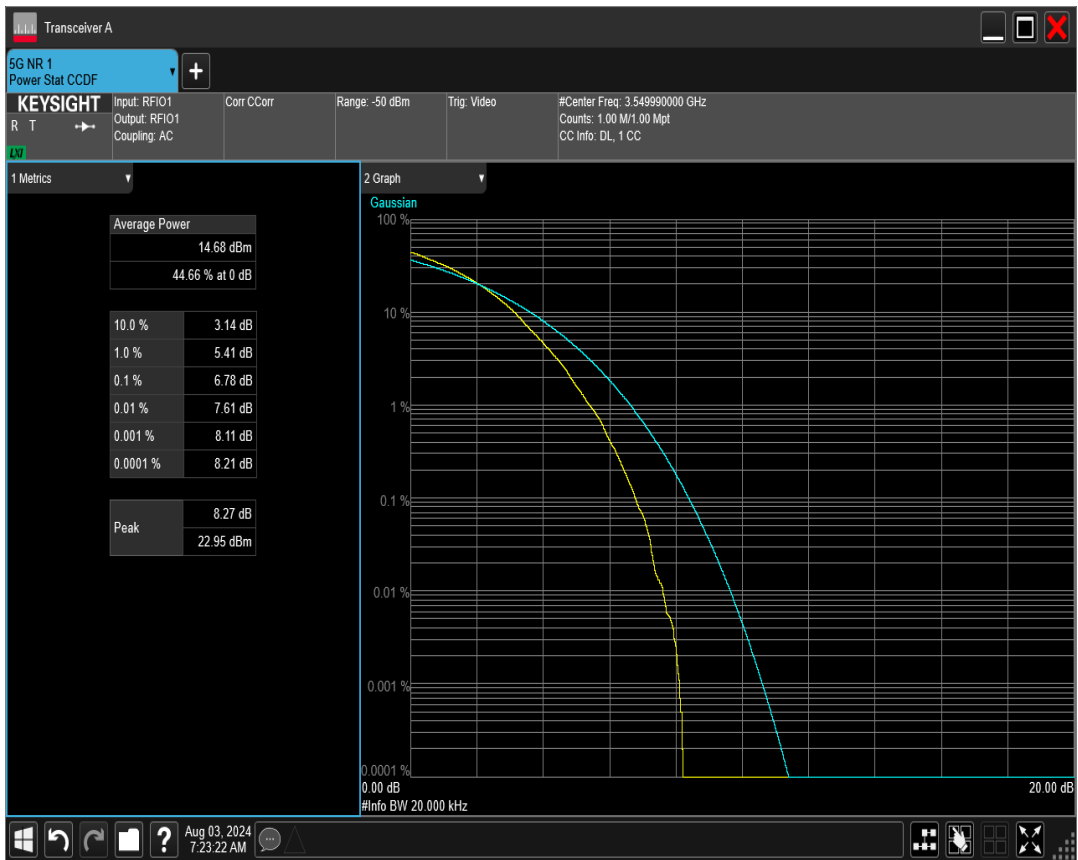 Transceiver A
5G NR 1
Power Stat CCDF
KEYSIGHT
R T
LXI
Input: RFIO1
Output: RFIO1
Coupling: AC
Corr CCorr
Range: -50 dBm
Trig: Video
#Center Freq: 3.549990000 GHz
Counts: 1.00 M/1.00 Mpt
CC Info: DL, 1 CC
1 Metrics
Average Power
14.68 dBm
44.66 % at 0 dB
10.0 % 3.14 dB
1.0 % 5.41 dB
0.1 % 6.78 dB
0.01 % 7.61 dB
0.001 % 8.11 dB
0.0001 % 8.21 dB
Peak 8.27 dB
22.95 dBm
2 Graph
Gaussian
100 %
10 %
1 %
0.1 %
0.01 %
0.001 %
0.0001 %
0.00 dB 20.00 dB
#Info BW 20.000 kHz
?
Aug 03, 2024
7:23:22 AM